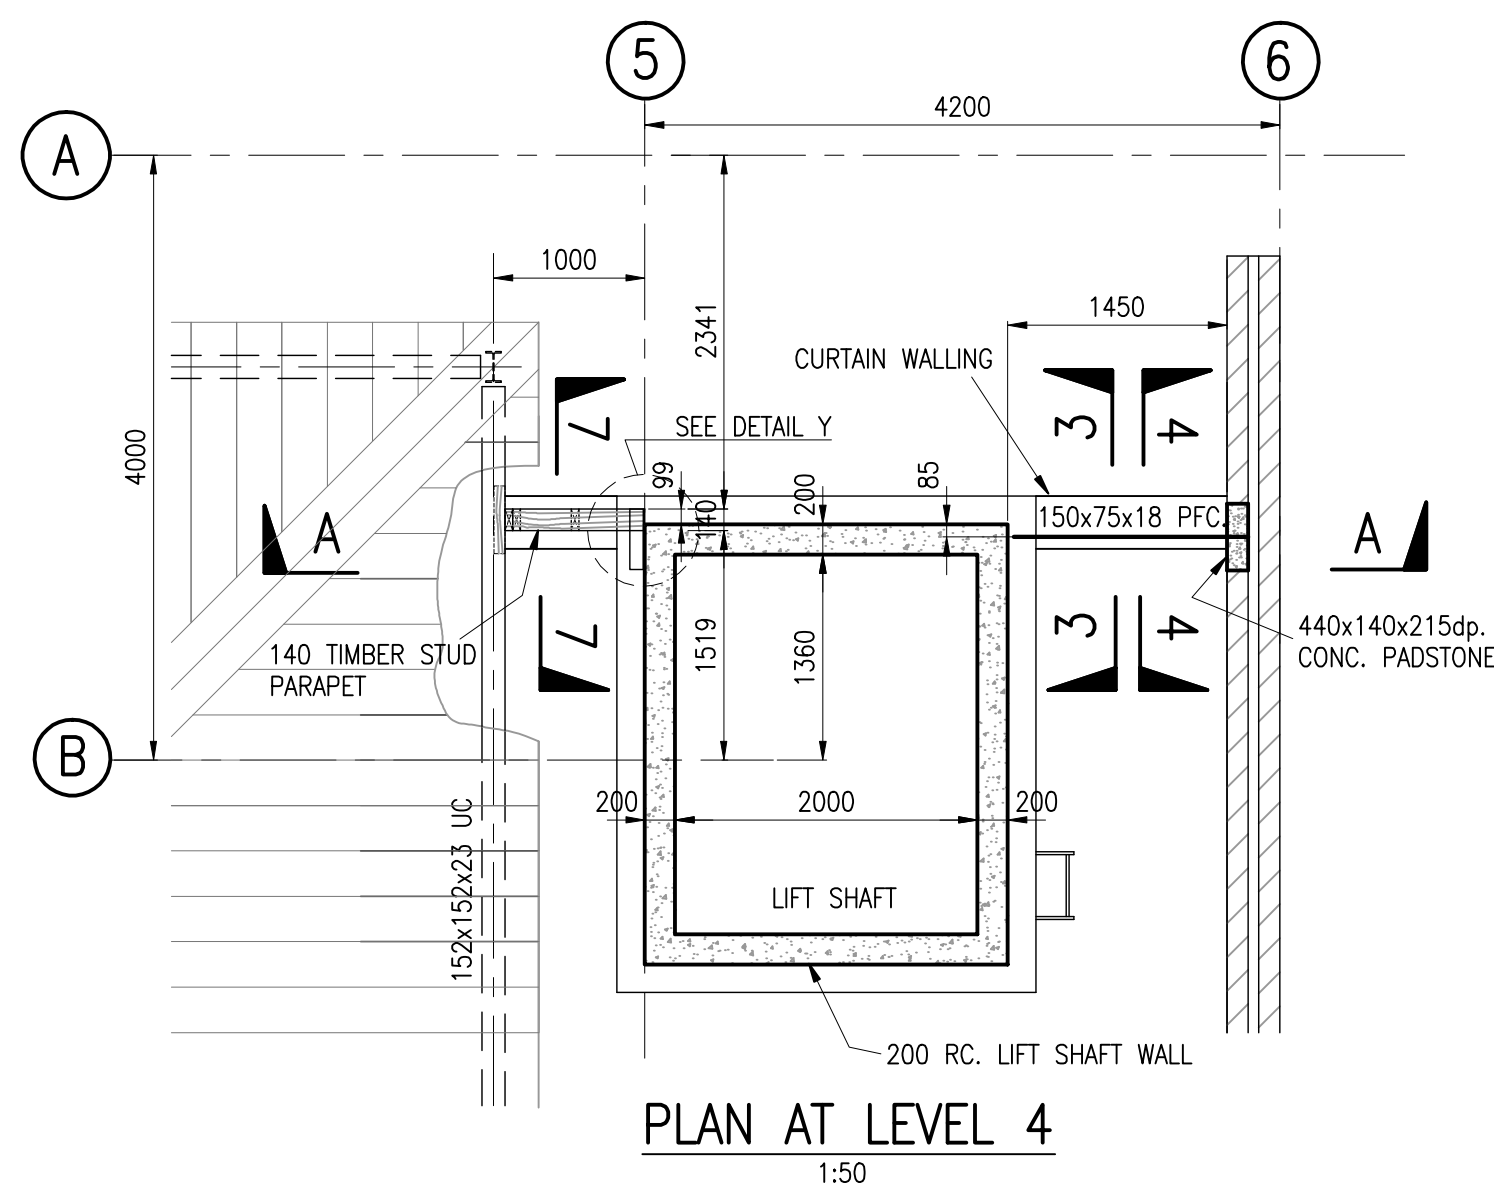 5
6
4200
A
1000
2341
1450
CURTAIN WALLING
4000
7
SEE DETAIL Y
3
4
99
140
200
85
150x75x18 PFC.
A
A
1519
1360
7
3
4
440x140x215dp.
CONC. PADSTONE
140 TIMBER STUD
PARAPET
B
200
2000
200
152x152x23 UC
LIFT SHAFT
200 RC. LIFT SHAFT WALL
PLAN AT LEVEL 4
1:50